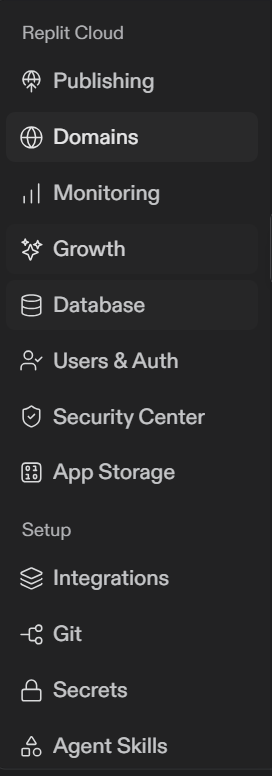 Replit Cloud
Publishing
Domains
Monitoring
Growth
Database
Users & Auth
Security Center
App Storage
Setup
Integrations
Git
Secrets
Agent Skills